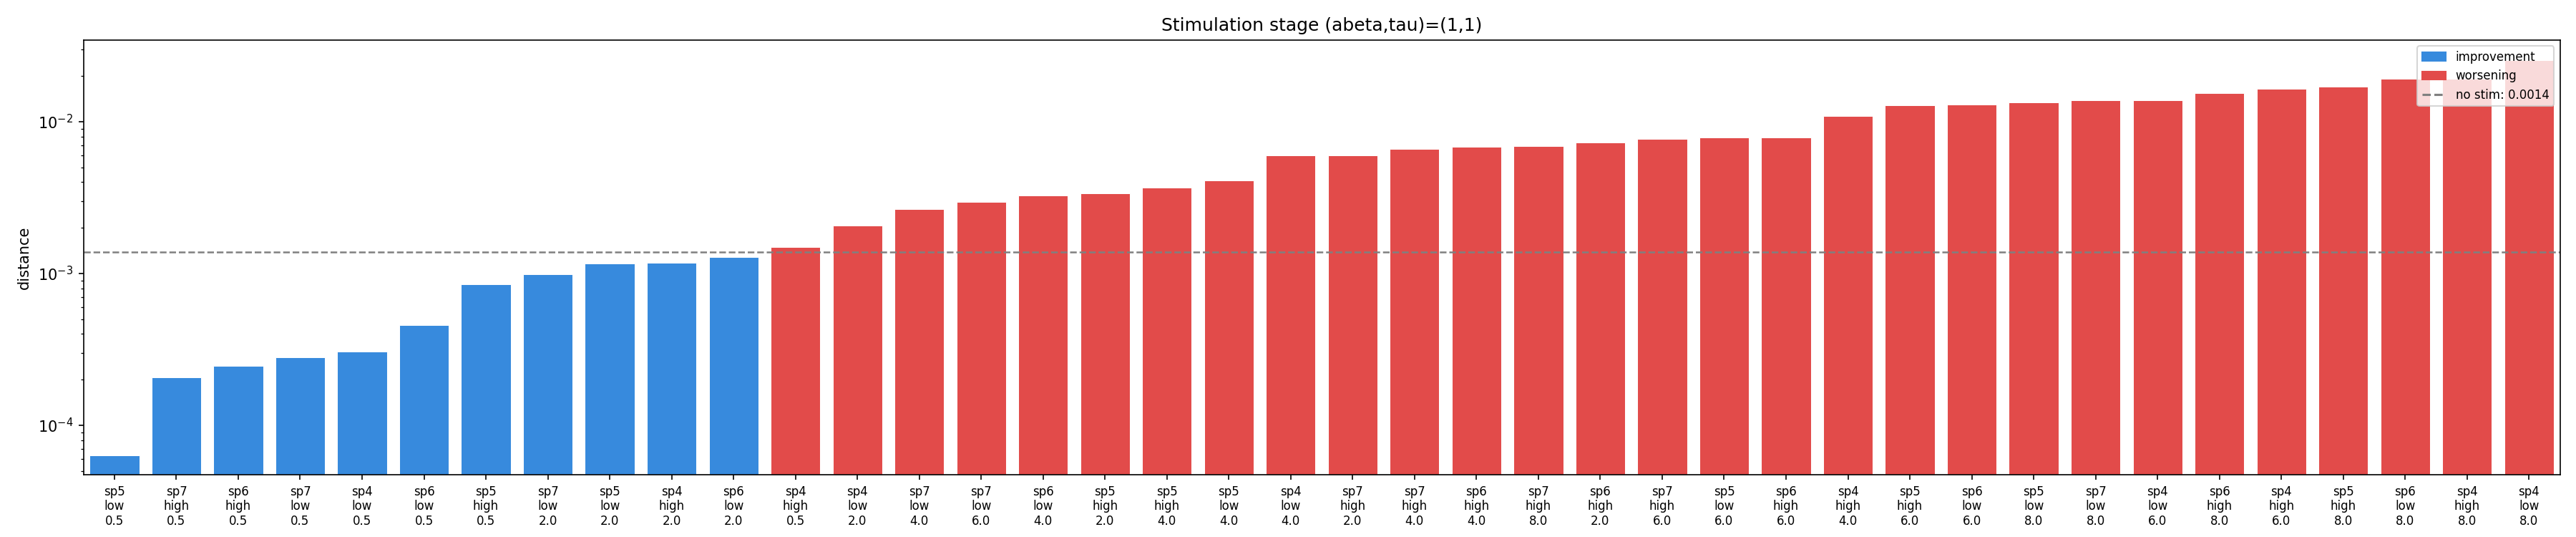 Stimulation stage (abeta,tau)=(1,1)
improvement
worsening
no stim: 0.0014
distance
10⁻²
10⁻³
10⁻⁴
sp5 sp7 sp6 sp7 sp4 sp6 sp5 sp7 sp5 sp4 sp6 sp4 sp4 sp7 sp7 sp6 sp5 sp5 sp5 sp4 sp7 sp7 sp6 sp7 sp6 sp7 sp5 sp6 sp4 sp5 sp6 sp5 sp7 sp4 sp6 sp4 sp5 sp6 sp4 sp4
low high high low low low high low low high low high low low low low high high low low high high high high high high low high high high low low low low high high high low high low
0.5 0.5 0.5 0.5 0.5 0.5 0.5 2.0 2.0 2.0 2.0 0.5 2.0 4.0 6.0 4.0 2.0 4.0 4.0 4.0 2.0 4.0 4.0 8.0 2.0 6.0 6.0 6.0 4.0 6.0 6.0 8.0 8.0 6.0 8.0 6.0 8.0 8.0 8.0 8.0